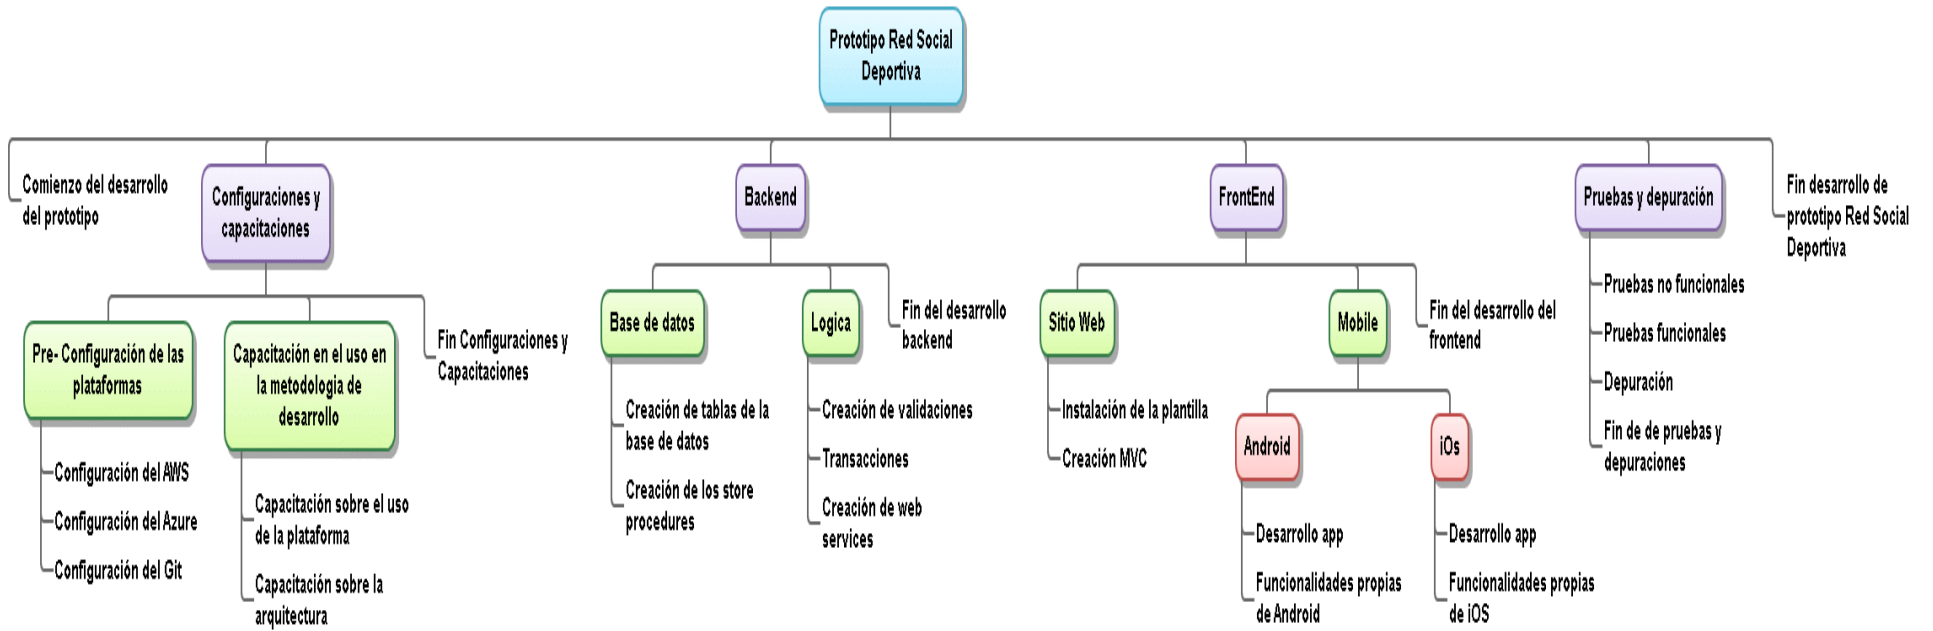 Prototipo Red Social
Deportiva
Comienzo del desarrollo
del prototipo
Configuraciones y
capacitaciones
Pre- Configuración de las
plataformas
Configuración del AWS
Configuración del Azure
Configuración del Git
Capacitación en el uso en
la metodologia de
desarrollo
Capacitación sobre el uso
de la plataforma
Capacitación sobre la
arquitectura
Fin Configuraciones y
Capacitaciones
Backend
Base de datos
Creación de tablas de la
base de datos
Creación de los store
procedures
Logica
Creación de validaciones
Transacciones
Creación de web
services
Fin del desarrollo
backend
FrontEnd
Sitio Web
Instalación de la plantilla
Creación MVC
Mobile
Android
Desarrollo app
Funcionalidades propias
de Android
iOs
Desarrollo app
Funcionalidades propias
de iOS
Fin del desarrollo del
frontend
Pruebas y depuración
Pruebas no funcionales
Pruebas funcionales
Depuración
Fin de de pruebas y
depuraciones
Fin desarrollo de
prototipo Red Social
Deportiva